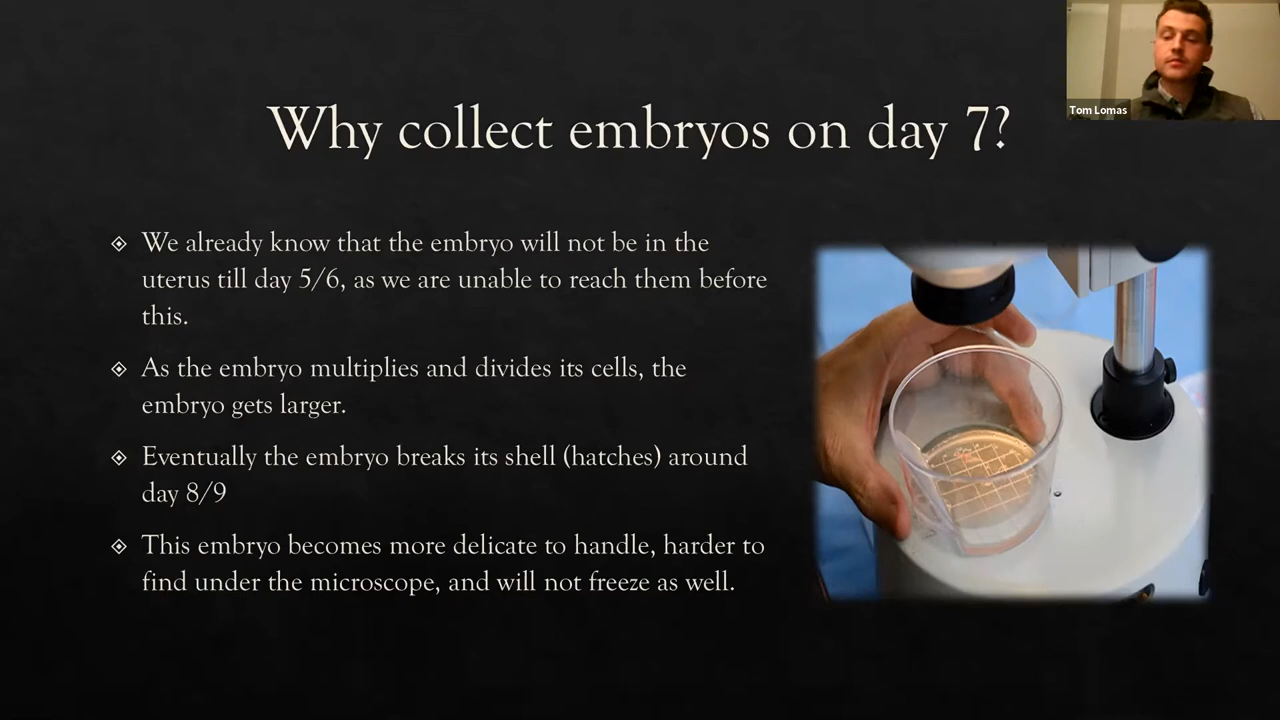 Tom Lomas
Why collect embryos on day 7?
We already know that the embryo will not be in the
uterus till day 5/6, as we are unable to reach them before
this.
As the embryo multiplies and divides its cells, the
embryo gets larger.
Eventually the embryo breaks its shell (hatches) around
day 8/9
This embryo becomes more delicate to handle, harder to
find under the microscope, and will not freeze as well.